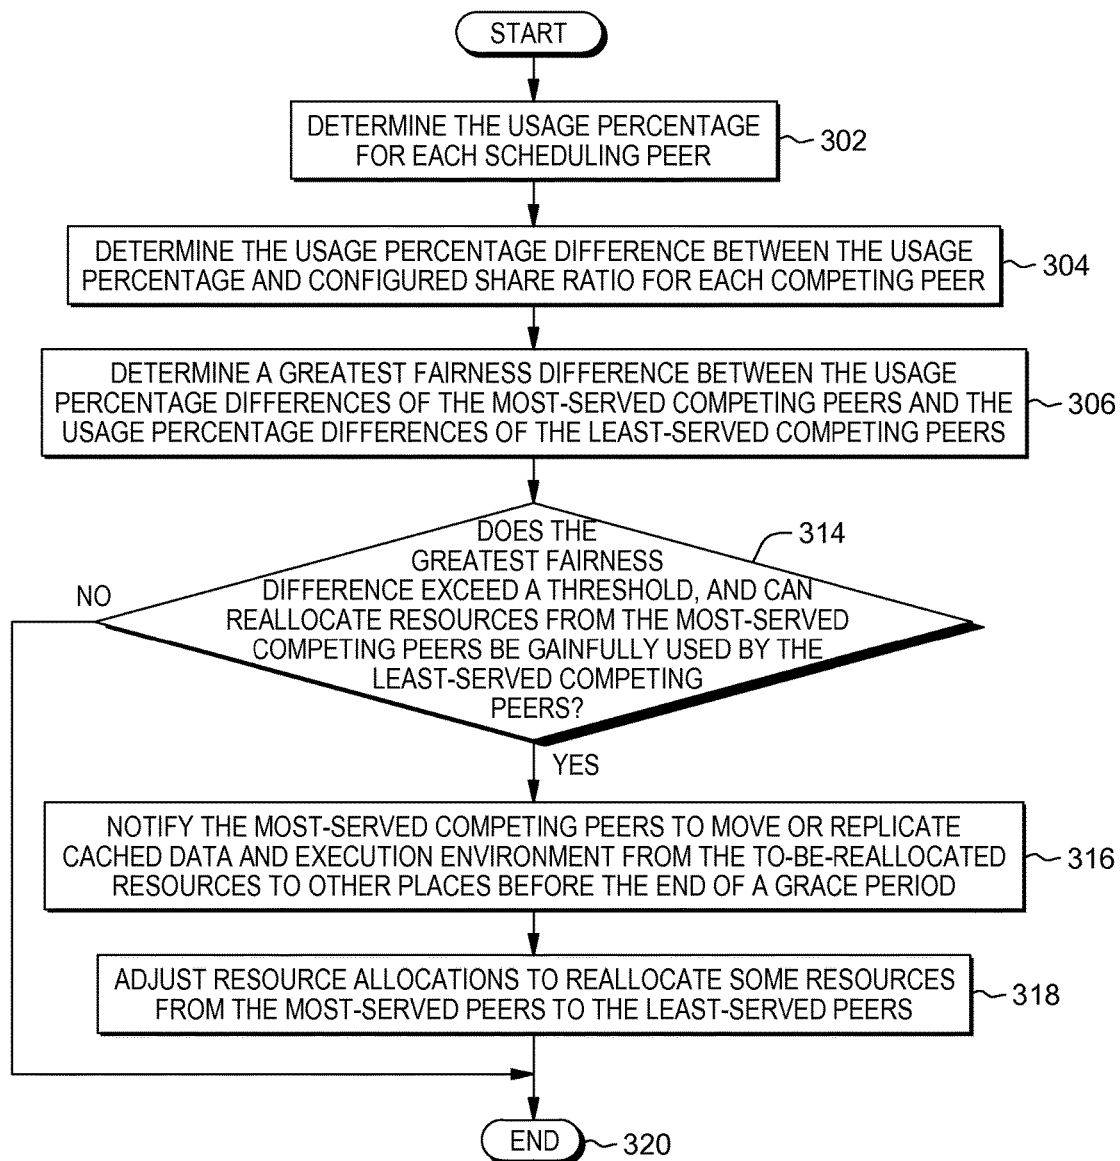 START
DETERMINE THE USAGE PERCENTAGE
FOR EACH SCHEDULING PEER
302
DETERMINE THE USAGE PERCENTAGE DIFFERENCE BETWEEN THE USAGE
PERCENTAGE AND CONFIGURED SHARE RATIO FOR EACH COMPETING PEER
304
DETERMINE A GREATEST FAIRNESS DIFFERENCE BETWEEN THE USAGE
PERCENTAGE DIFFERENCES OF THE MOST-SERVED COMPETING PEERS AND THE
USAGE PERCENTAGE DIFFERENCES OF THE LEAST-SERVED COMPETING PEERS
306
DOES THE
GREATEST FAIRNESS
DIFFERENCE EXCEED A THRESHOLD, AND CAN
REALLOCATE RESOURCES FROM THE MOST-SERVED
COMPETING PEERS BE GAINFULLY USED BY THE
LEAST-SERVED COMPETING
PEERS?
314
NO
YES
NOTIFY THE MOST-SERVED COMPETING PEERS TO MOVE OR REPLICATE
CACHED DATA AND EXECUTION ENVIRONMENT FROM THE TO-BE-REALLOCATED
RESOURCES TO OTHER PLACES BEFORE THE END OF A GRACE PERIOD
316
ADJUST RESOURCE ALLOCATIONS TO REALLOCATE SOME RESOURCES
FROM THE MOST-SERVED PEERS TO THE LEAST-SERVED PEERS
318
END
320